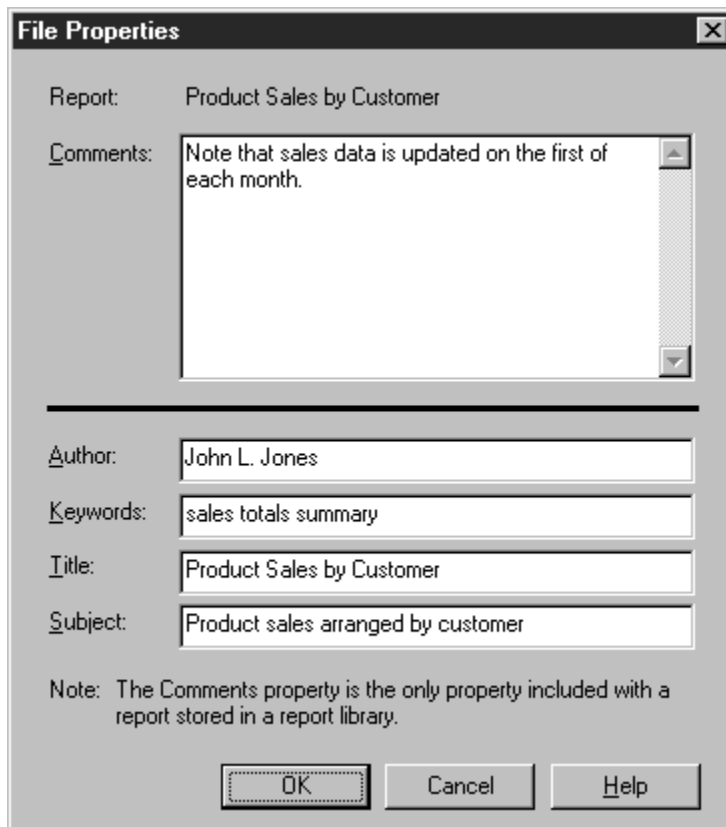 File Properties
Report: Product Sales by Customer
Comments: Note that sales data is updated on the first of
each month.
Author: John L. Jones
Keywords: sales totals summary
Title: Product Sales by Customer
Subject: Product sales arranged by customer
Note: The Comments property is the only property included with a
report stored in a report library.
OK Cancel Help